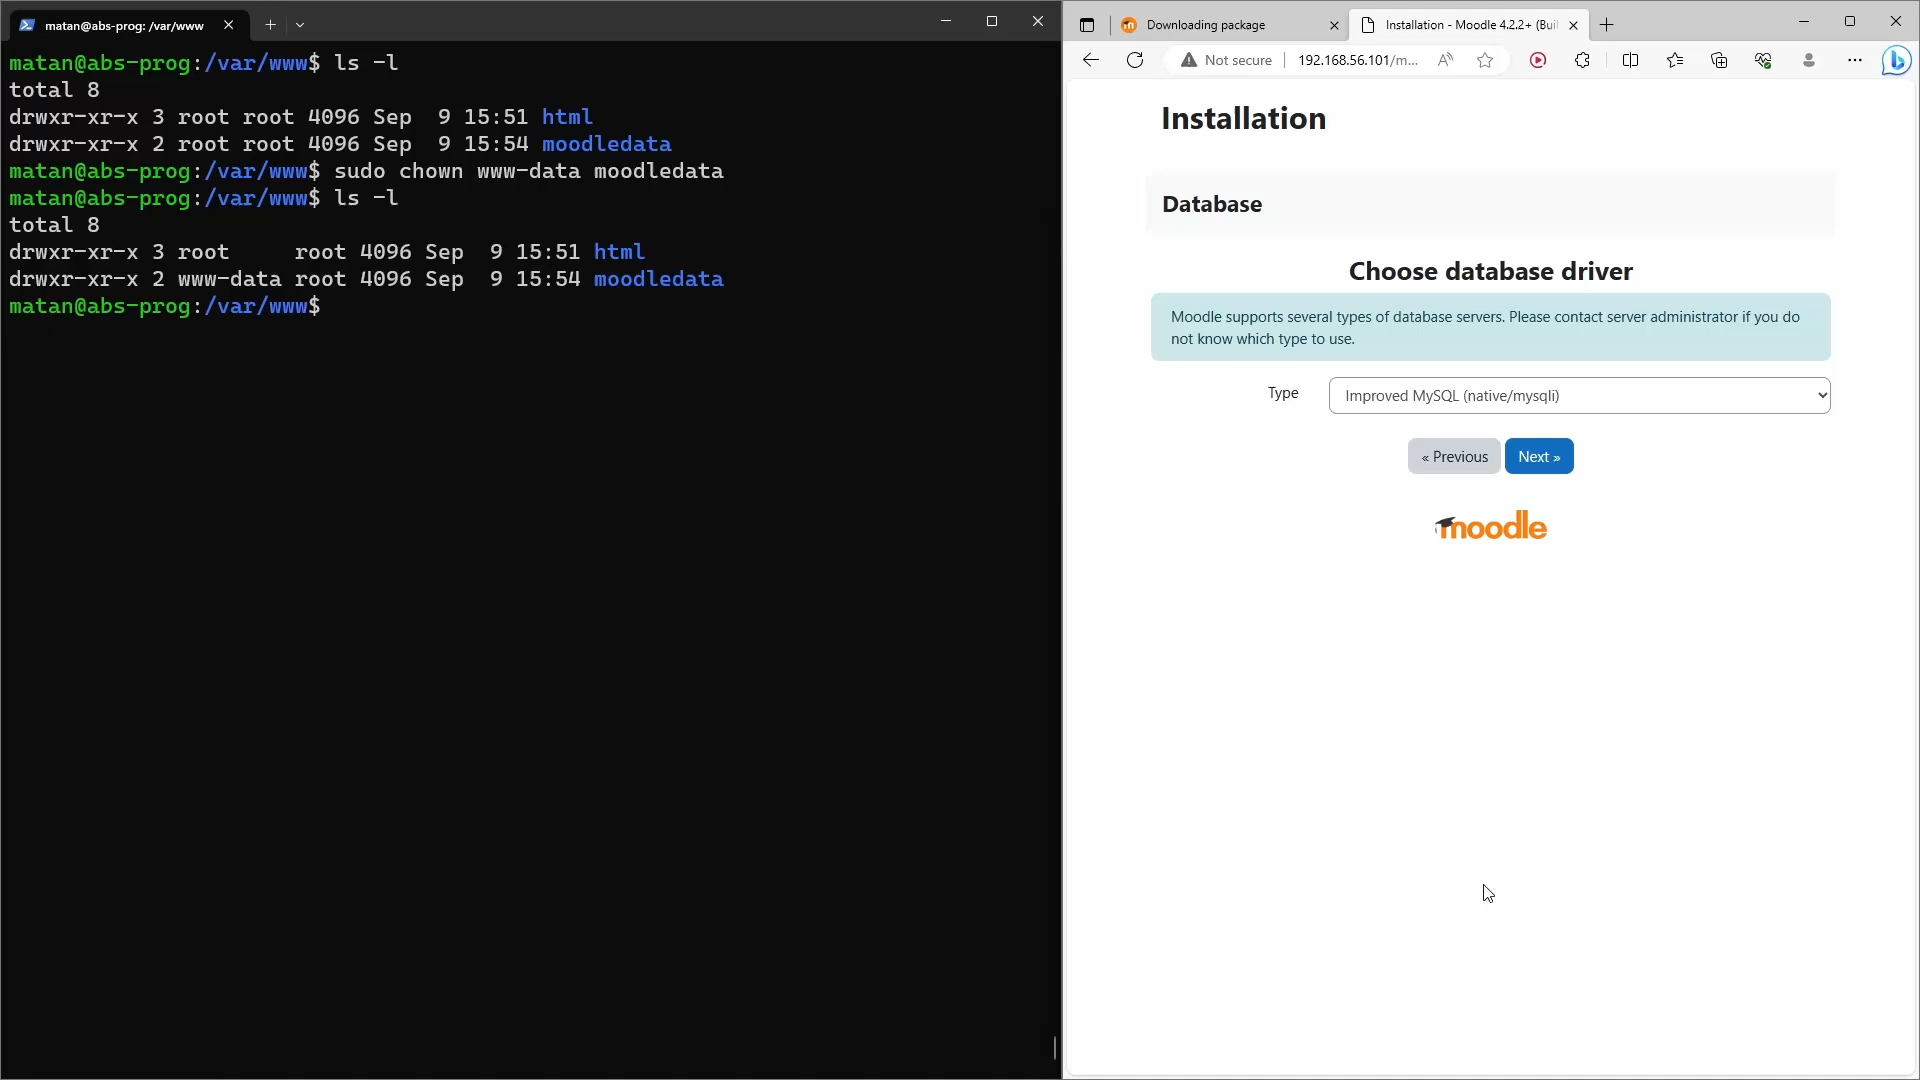 matan@abs-prog: /var/www
matan@abs-prog:/var/www$ ls -l
total 8
drwxr-xr-x 3 root root 4096 Sep  9 15:51 html
drwxr-xr-x 2 root root 4096 Sep  9 15:54 moodledata
matan@abs-prog:/var/www$ sudo chown www-data moodledata
matan@abs-prog:/var/www$ ls -l
total 8
drwxr-xr-x 3 root     root 4096 Sep  9 15:51 html
drwxr-xr-x 2 www-data root 4096 Sep  9 15:54 moodledata
matan@abs-prog:/var/www$
Downloading package
Installation - Moodle 4.2.2+ (Bui
Not secure
192.168.56.101/m...
Installation
Database
Choose database driver
Moodle supports several types of database servers. Please contact server administrator if you do
not know which type to use.
Type
Improved MySQL (native/mysqli)
« Previous
Next »
moodle